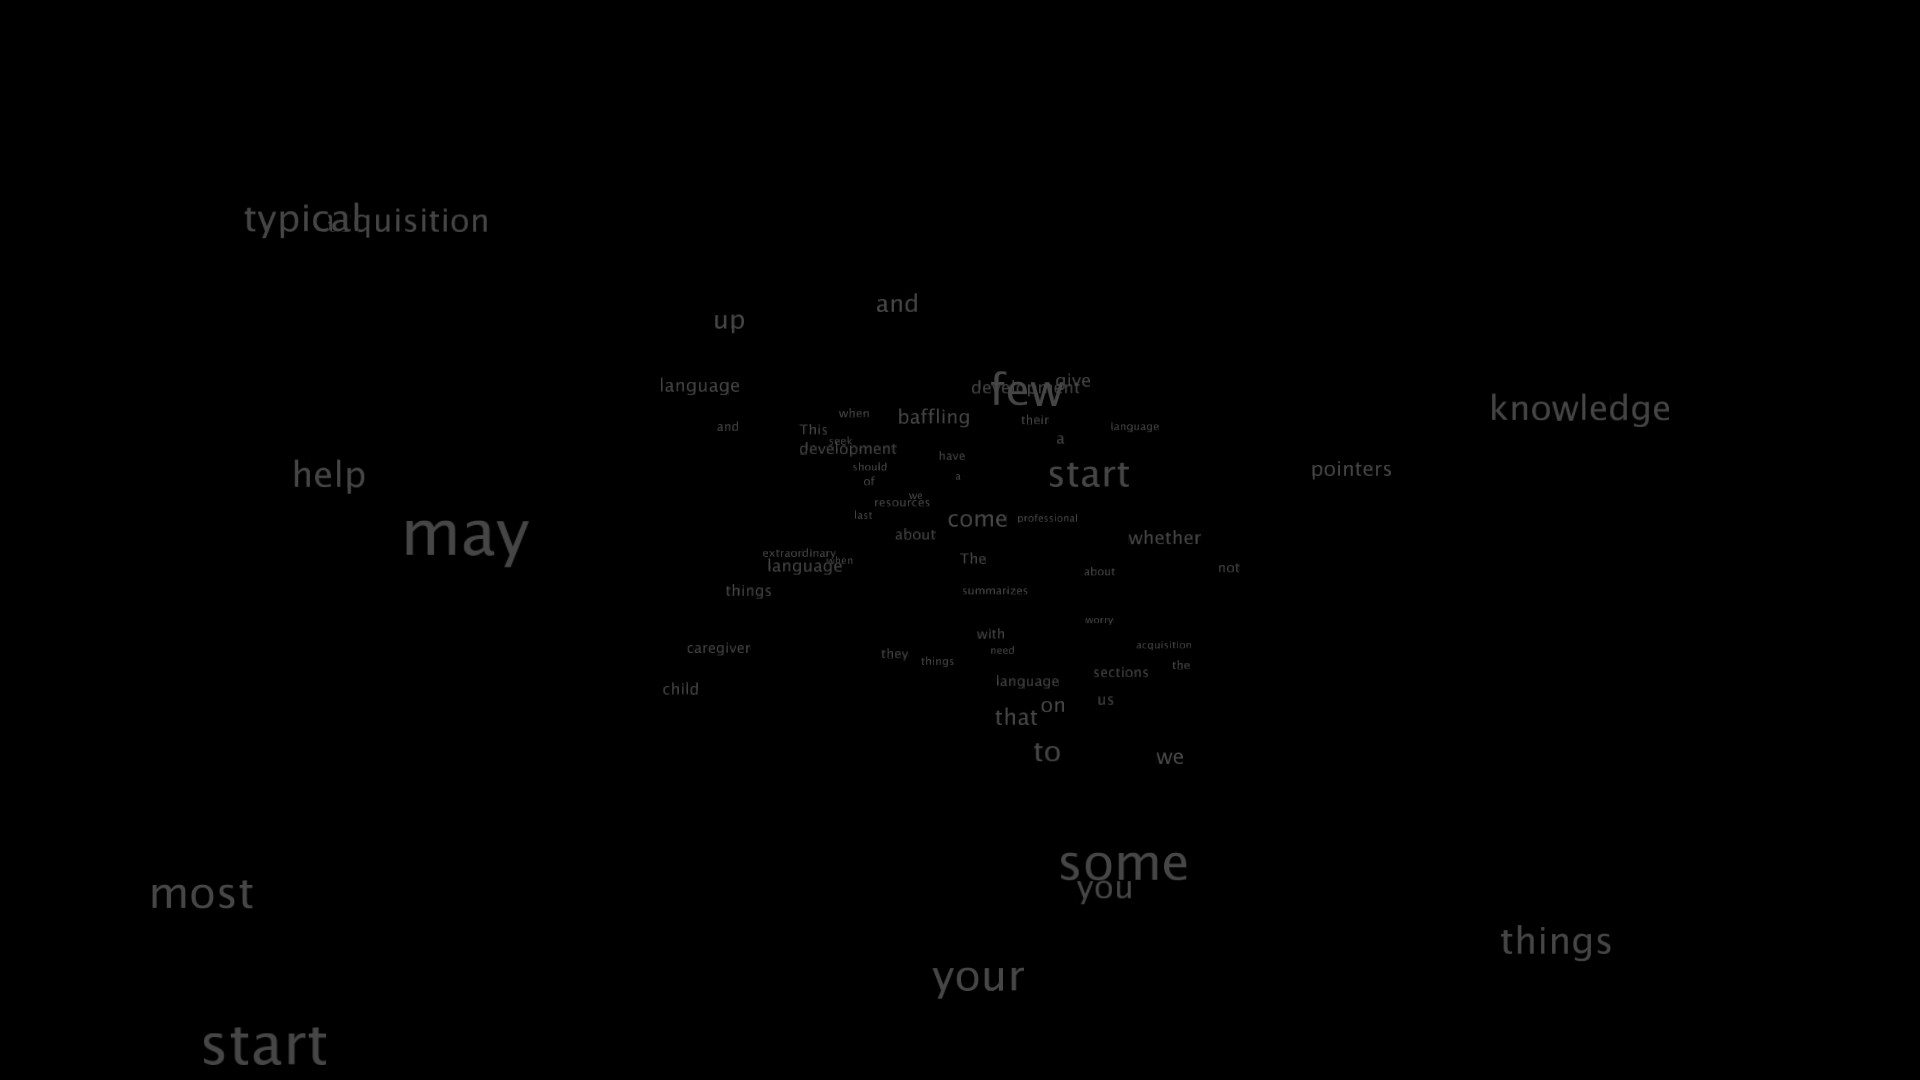 typical
acquisition
and
up
give
language
development
few
knowledge
when
baffling
their
and
This
language
seek
a
development
have
should
pointers
help
start
a
of
we
resources
last
come
professional
may
about
whether
extraordinary
The
when
language
not
about
things
summarizes
worry
with
acquisition
caregiver
need
they
things
the
sections
language
child
us
on
that
to
we
some
you
most
things
your
start